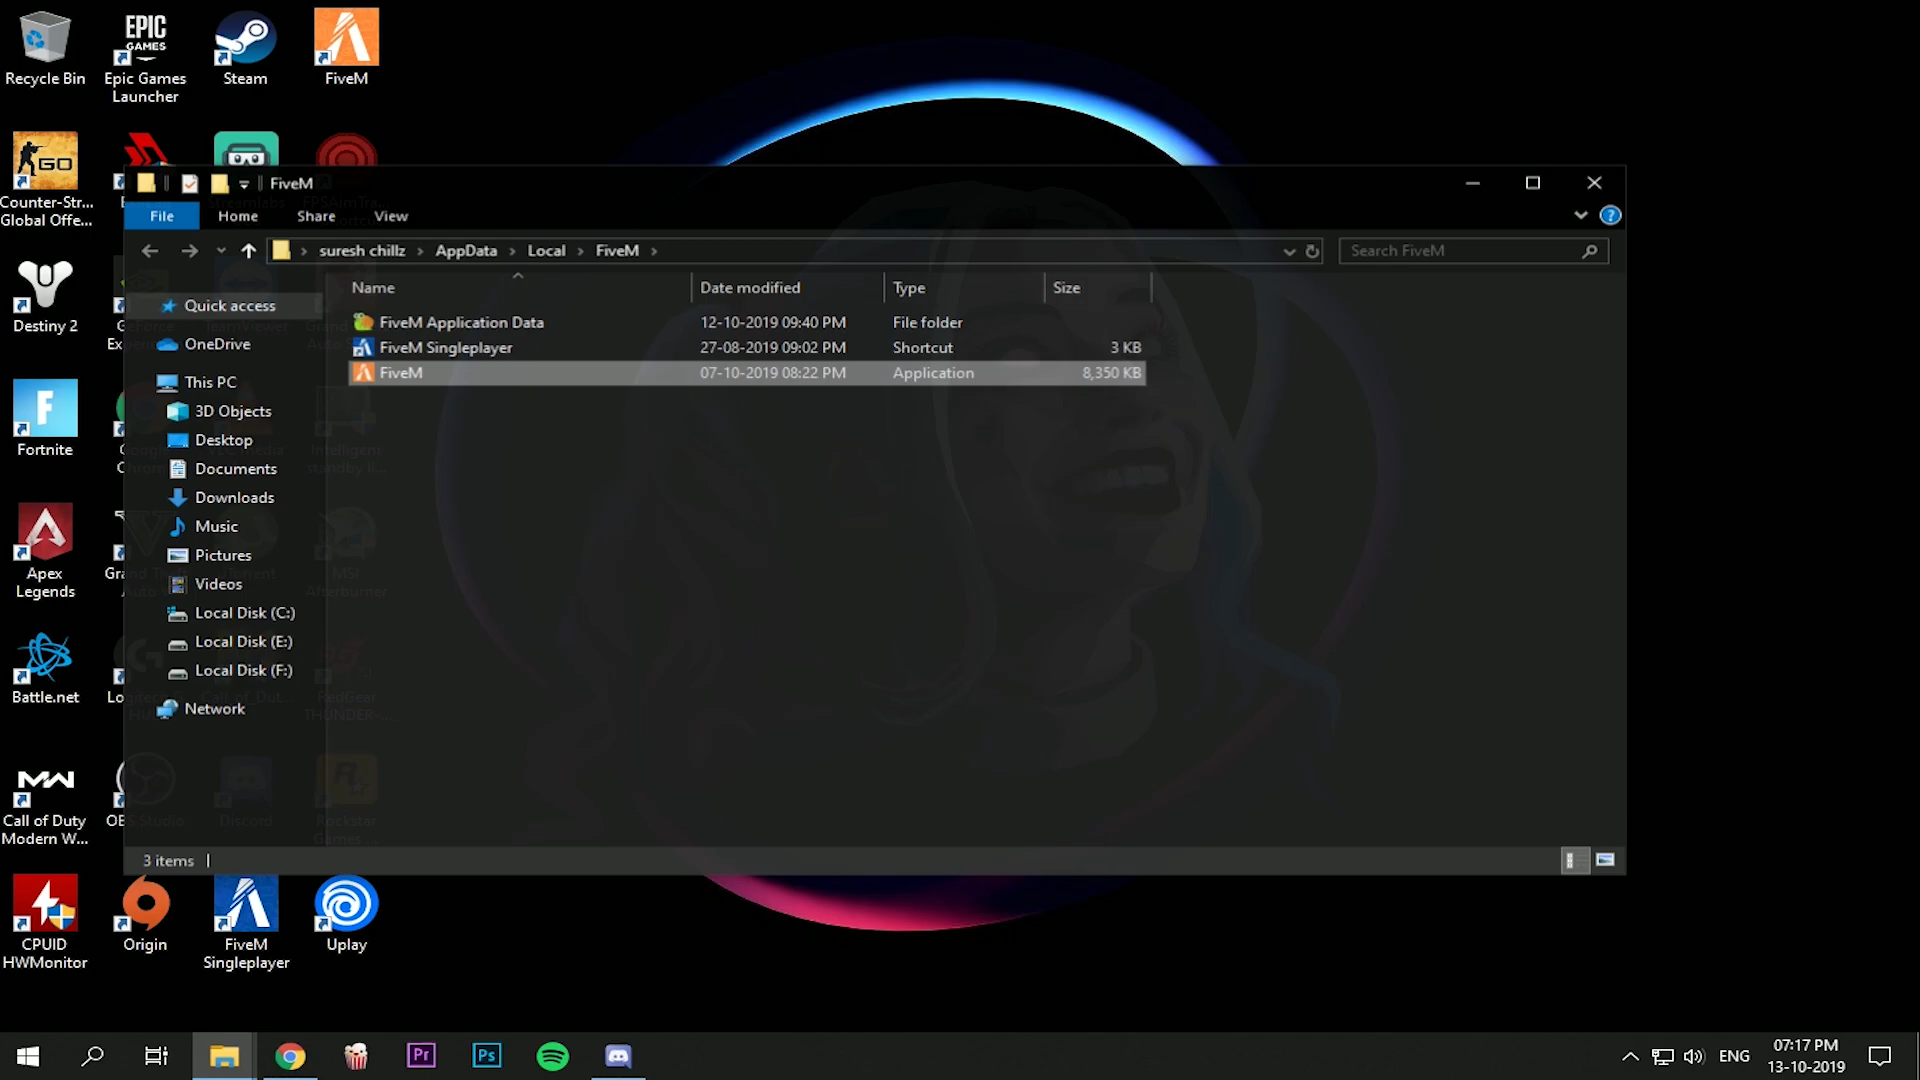 Recycle Bin
EPIC GAMES
Epic Games Launcher
Steam
FiveM
GO
Counter-Str...
Global Offe...
Destiny 2
F
Fortnite
Apex
Legends
Battle.net
MW
Call of Duty
Modern W...
CPUID
HWMonitor
Origin
FiveM
Singleplayer
Uplay
FiveM
File Home Share View
suresh chillz > AppData > Local > FiveM >
Search FiveM
Name Date modified Type Size
FiveM Application Data 12-10-2019 09:40 PM File folder
FiveM Singleplayer 27-08-2019 09:02 PM Shortcut 3 KB
FiveM 07-10-2019 08:22 PM Application 8,350 KB
Quick access
OneDrive
This PC
3D Objects
Desktop
Documents
Downloads
Music
Pictures
Videos
Local Disk (C:)
Local Disk (E:)
Local Disk (F:)
Network
3 items
Discord
Pr
Ps
ENG
07:17 PM
13-10-2019